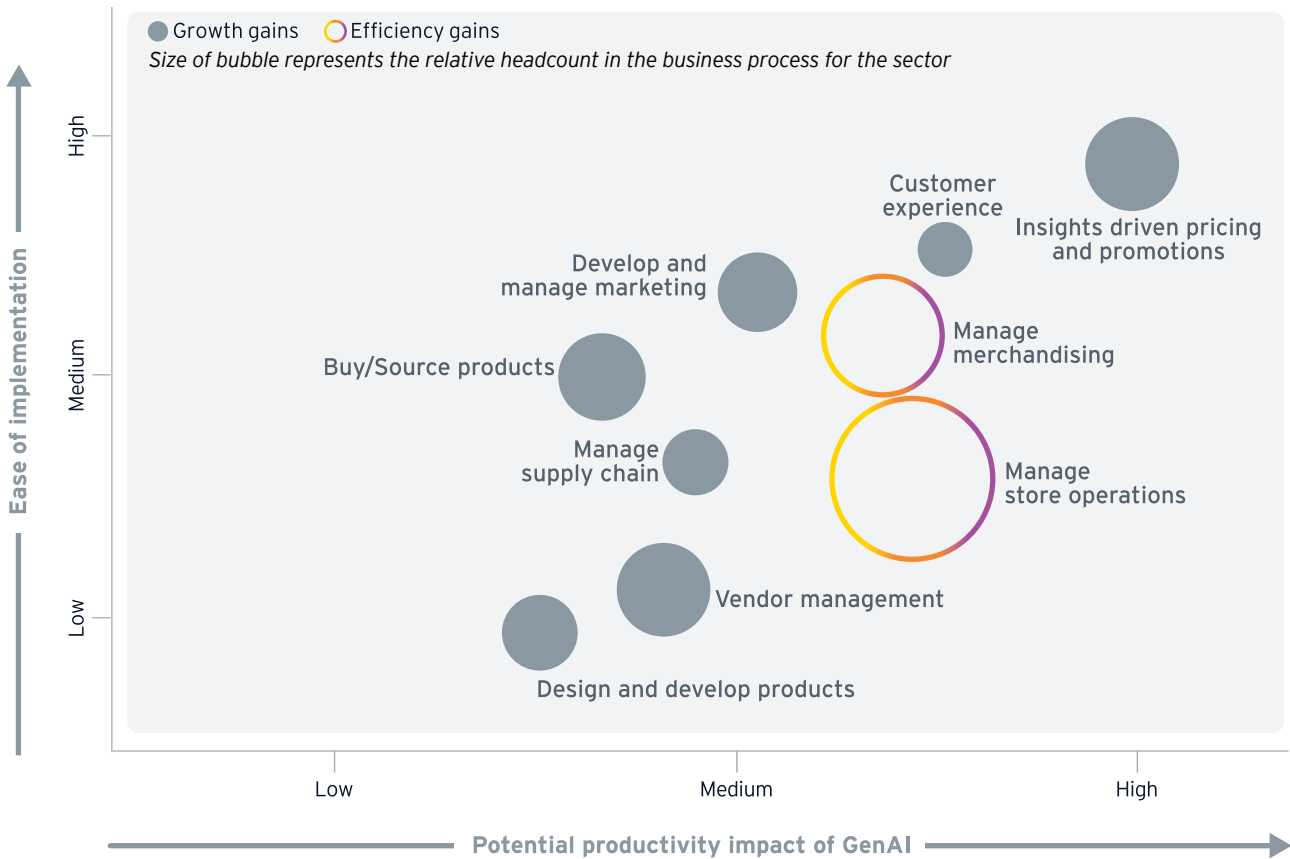 Growth gains
Efficiency gains
Size of bubble represents the relative headcount in the business process for the sector
High
Medium
Low
Ease of implementation
Customer
experience
Insights driven pricing
and promotions
Develop and
manage marketing
Manage
merchandising
Buy/Source products
Manage
supply chain
Manage
store operations
Vendor management
Design and develop products
Low
Medium
High
Potential productivity impact of GenAI